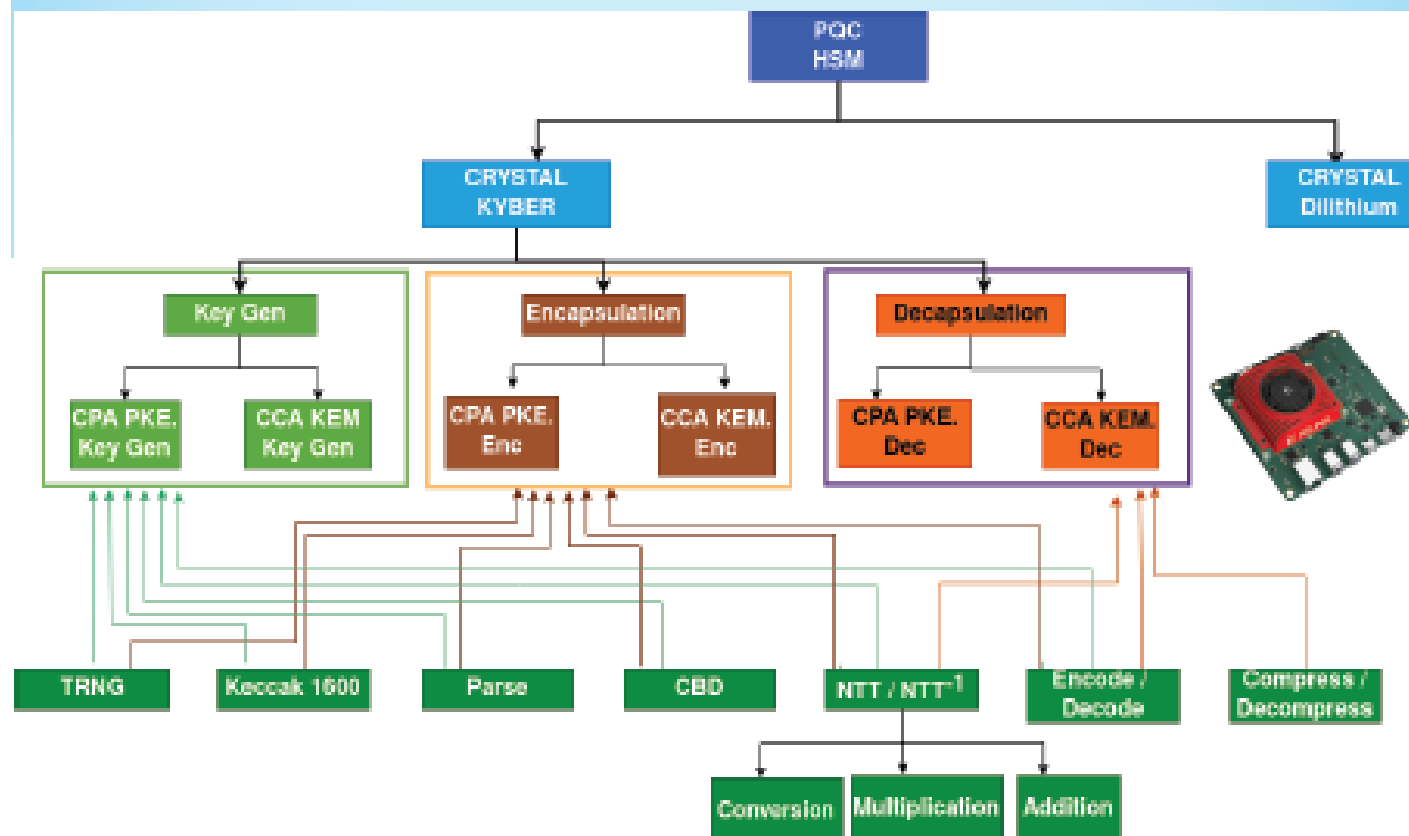 PQC
HSM
CRYSTAL
KYBER
CRYSTAL
Dilithium
Key Gen
Encapsulation
Decapsulation
CPA PKE.
Key Gen
CCA KEM
Key Gen
CPA PKE.
Enc
CCA KEM.
Enc
CPA PKE.
Dec
CCA KEM.
Dec
TRNG
Keccak 1600
Parse
CBD
NTT / NTT⁻¹
Encode /
Decode
Compress /
Decompress
Conversion
Multiplication
Addition